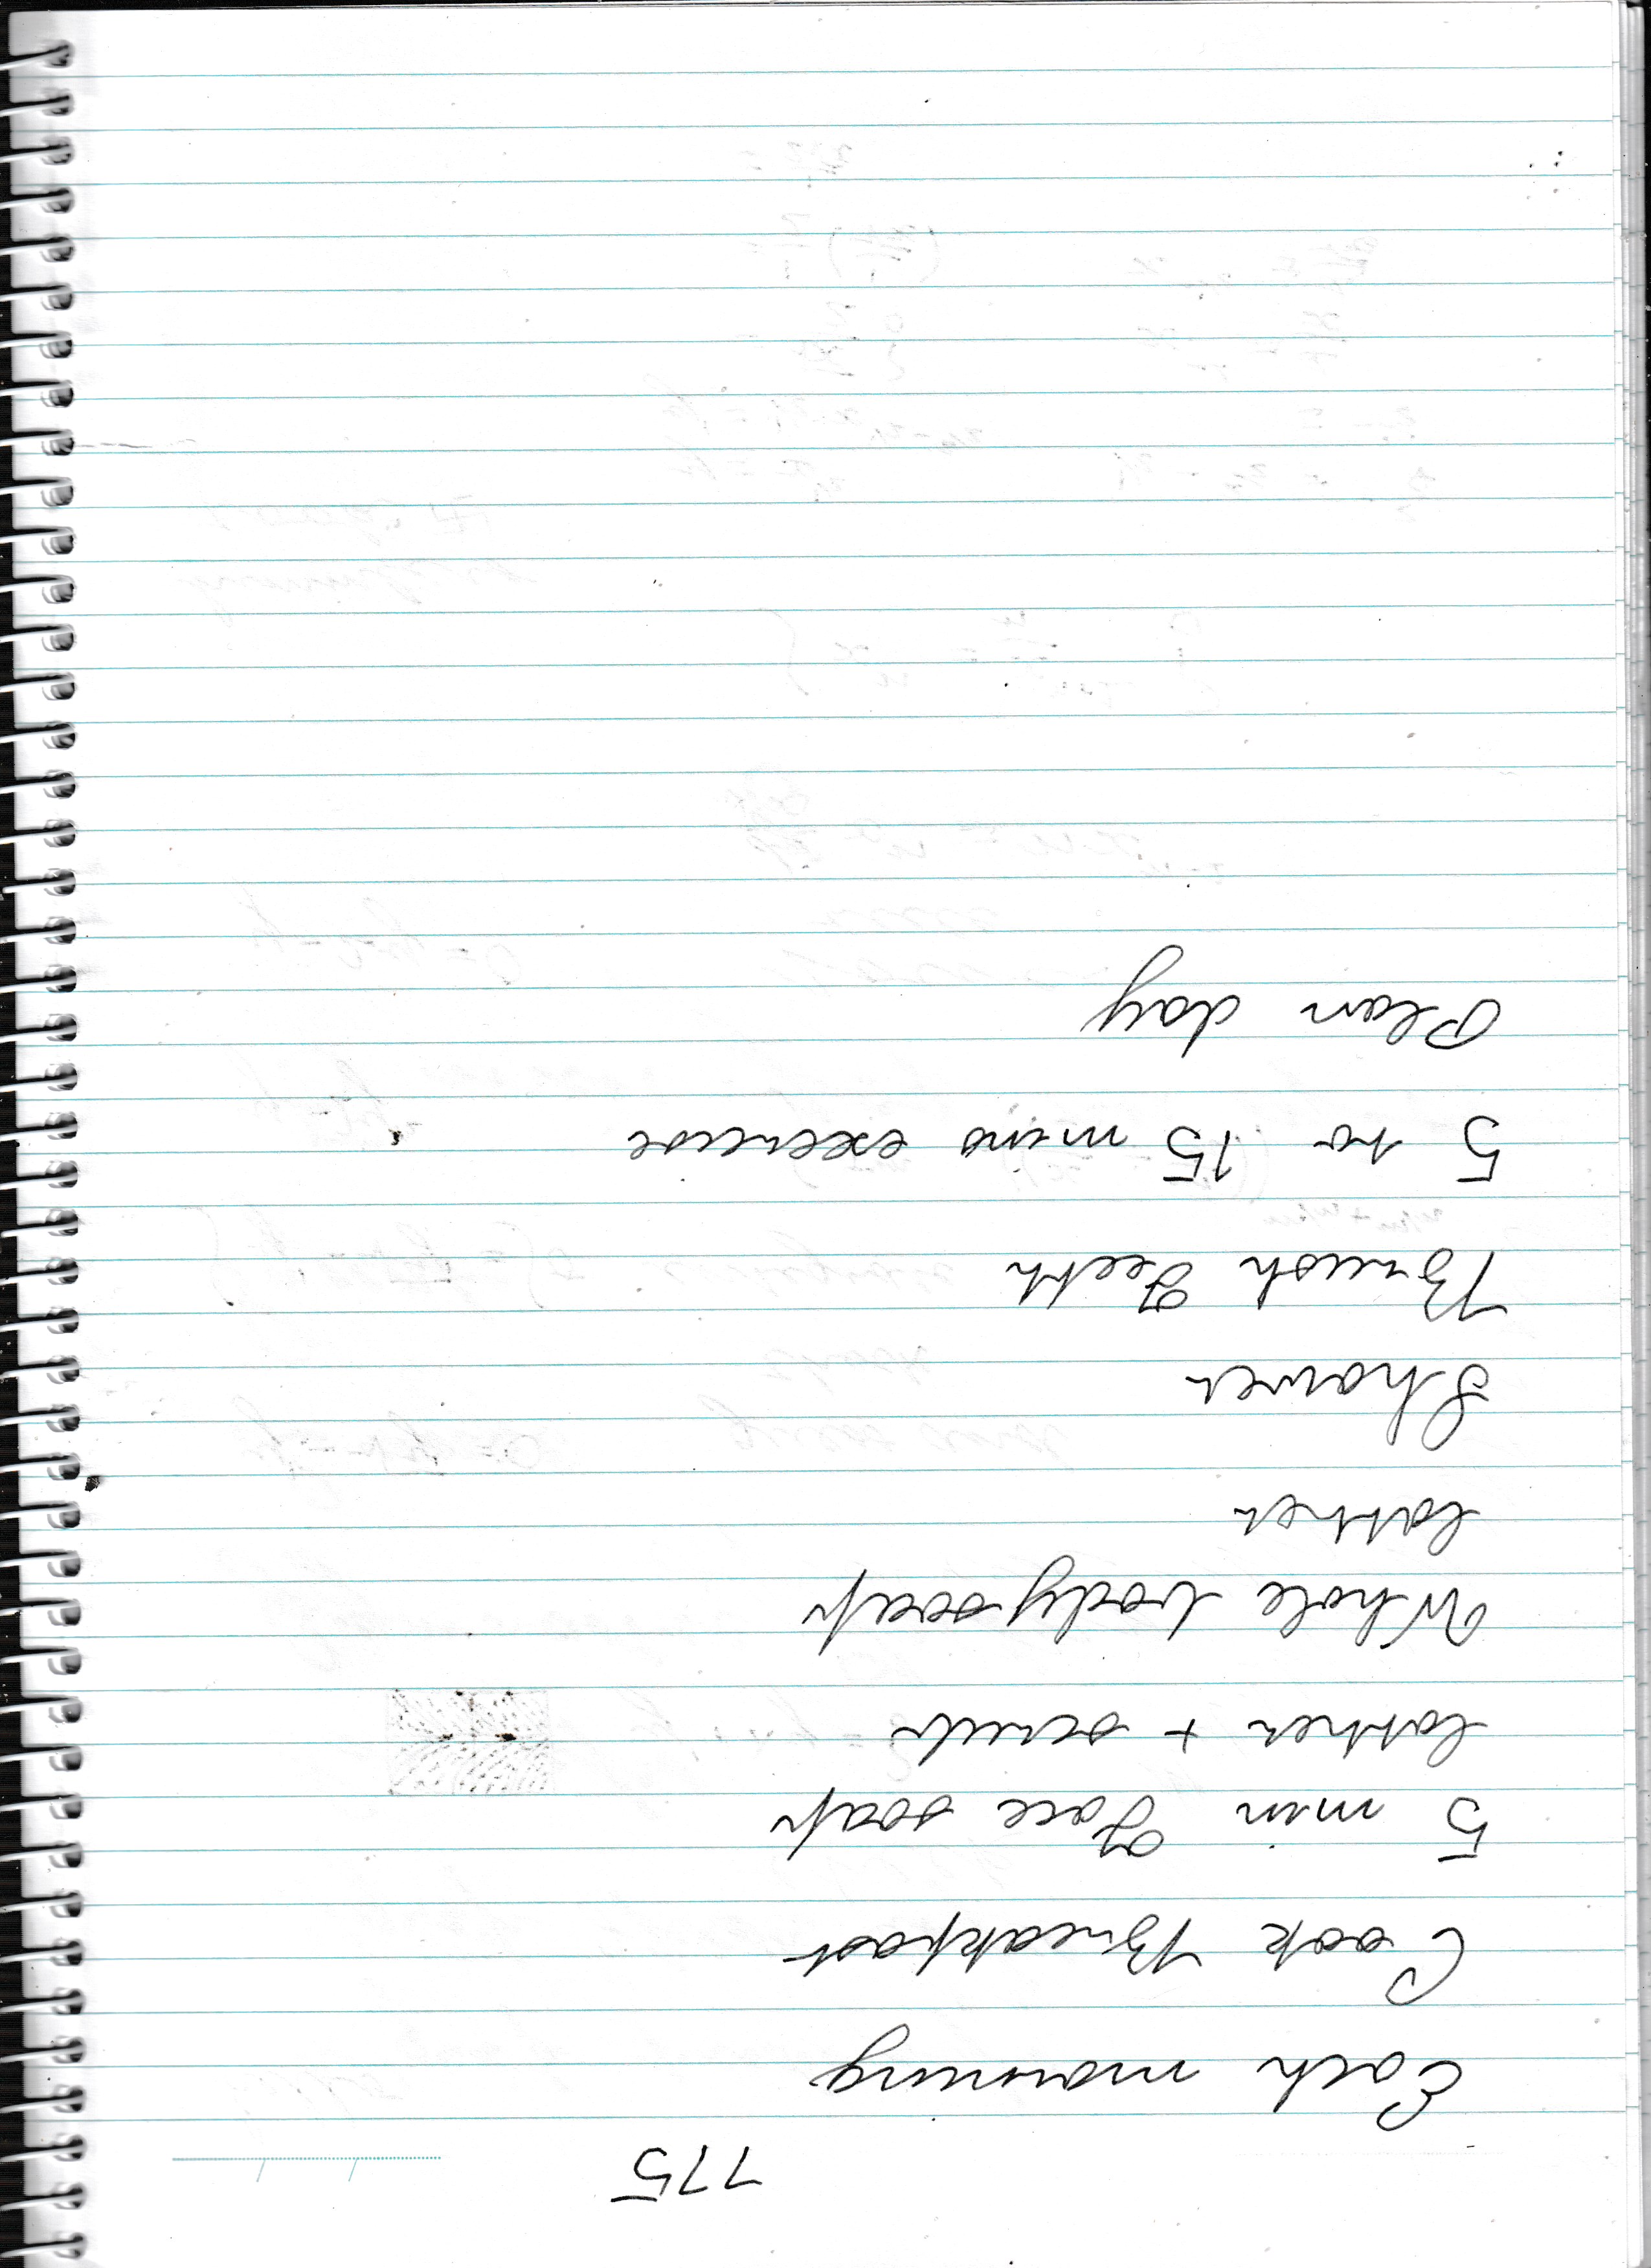 115
Each morning
Cook Breakfast
5 min Face soap
lather + scrub
Whole body soap
lather
Shower
Brush Teeth
5 to 15 mins exercise
Plan day